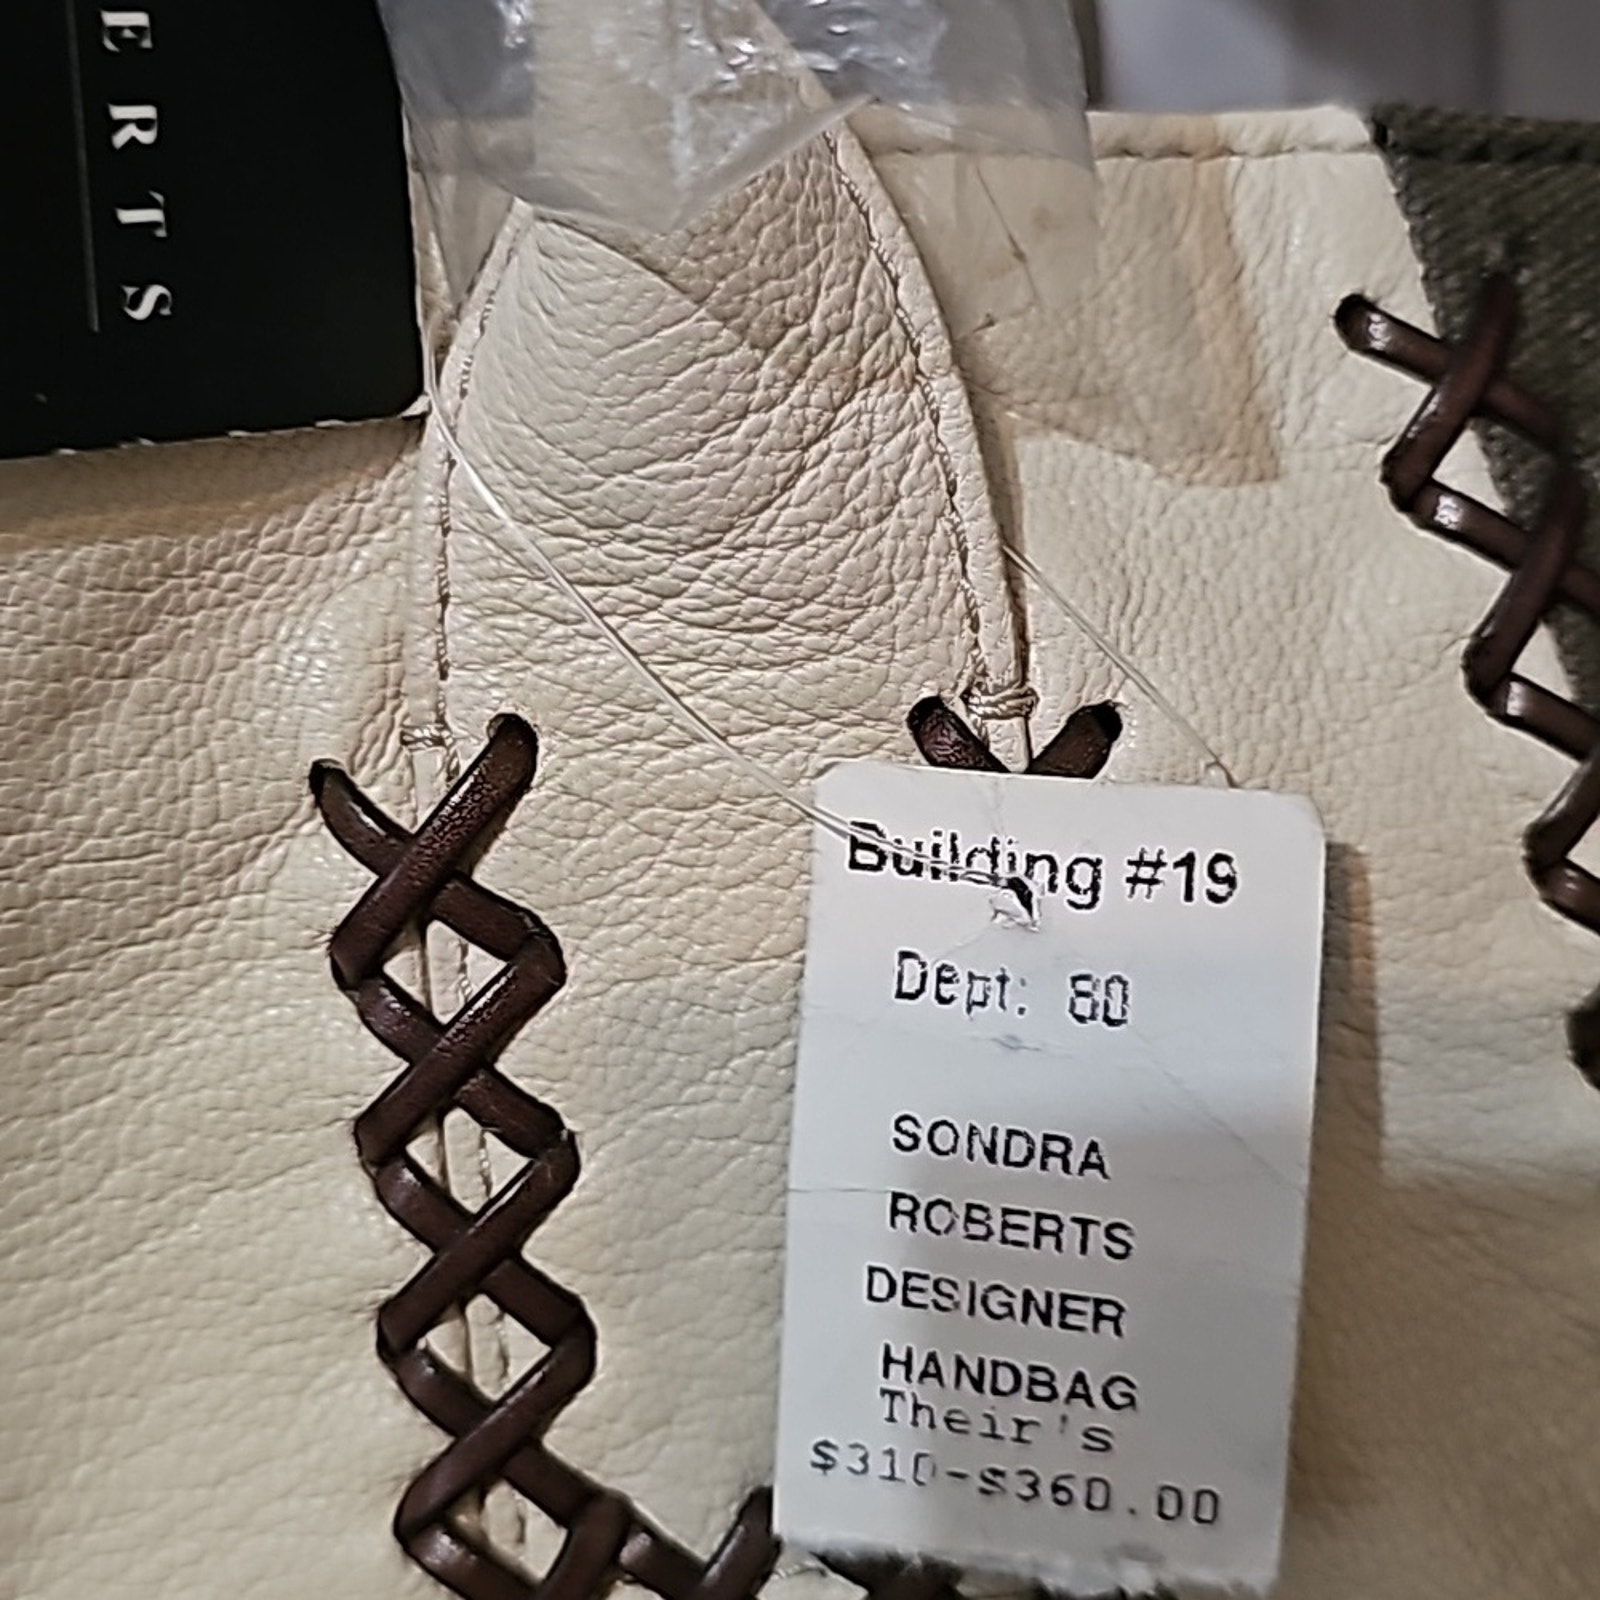 ERTS
Building #19
Dept: 80
SONDRA
ROBERTS
DESIGNER
HANDBAG
Their's
$310-$360.00